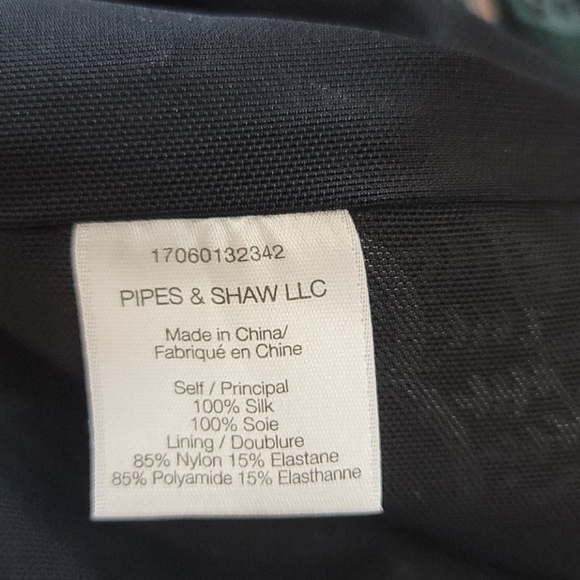 17060132342
PIPES & SHAW LLC
Made in China/
Fabriqué en Chine
Self / Principal
100% Silk
100% Soie
Lining / Doublure
85% Nylon 15% Elastane
85% Polyamide 15% Elasthanne